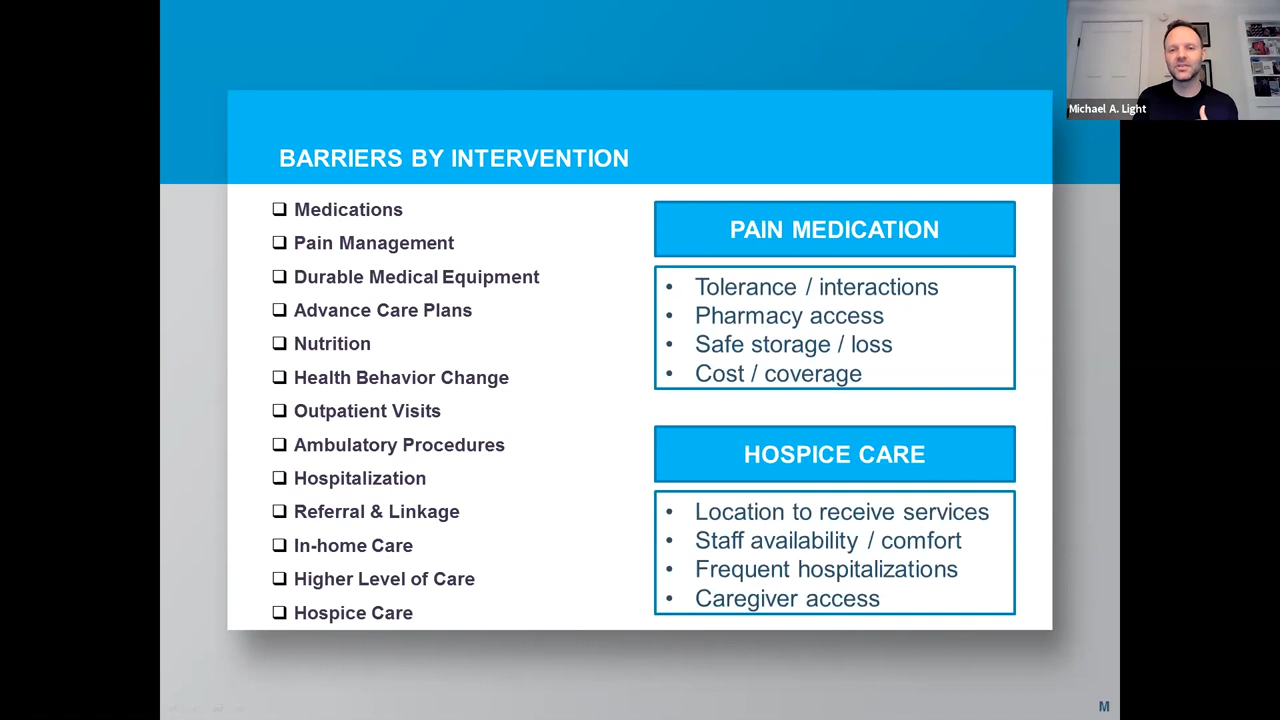 Michael A. Light
BARRIERS BY INTERVENTION
❑ Medications
❑ Pain Management
❑ Durable Medical Equipment
❑ Advance Care Plans
❑ Nutrition
❑ Health Behavior Change
❑ Outpatient Visits
❑ Ambulatory Procedures
❑ Hospitalization
❑ Referral & Linkage
❑ In-home Care
❑ Higher Level of Care
❑ Hospice Care
PAIN MEDICATION
• Tolerance / interactions
• Pharmacy access
• Safe storage / loss
• Cost / coverage
HOSPICE CARE
• Location to receive services
• Staff availability / comfort
• Frequent hospitalizations
• Caregiver access
M